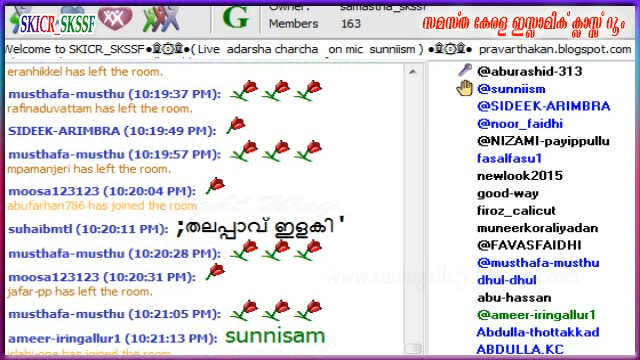 SKICR_SKSSF
G
Owner samastha_skssf
Members 163
സമസ്ത കേരള ഇസ്ലാമിക് ക്ലാസ്സ് റൂം
Welcome to SKICR_SKSSF●۩۞۩●( Live adarsha charcha on mic sunniism ) ●۩۞۩● pravarthakan.blogspot.com
eranhikkel has left the room.
musthafa-musthu (10:19:37 PM):
rafinaduvattam has left the room.
SIDEEK-ARIMBRA (10:19:49 PM):
musthafa-musthu (10:19:57 PM):
mpamanjeri has left the room.
moosa123123 (10:20:04 PM):
abufarhan786 has joined the room.
suhaibmtl (10:20:11 PM): ;തലപ്പാവ് ഇളകി '
musthafa-musthu (10:20:28 PM):
moosa123123 (10:20:31 PM):
jafar-pp has left the room.
musthafa-musthu (10:21:05 PM):
ameer-iringallur1 (10:21:13 PM): sunnisam
@aburashid-313
@sunniism
@SIDEEK-ARIMBRA
@noor_faidhi
@NIZAMI-payippullu
fasalfasu1
newlook2015
good-way
firoz_calicut
muneerkoraliyadan
@FAVASFAIDHI
@musthafa-musthu
dhul-dhul
abu-hassan
@ameer-iringallur1
Abdulla-thottakkad
ABDULLA.KC